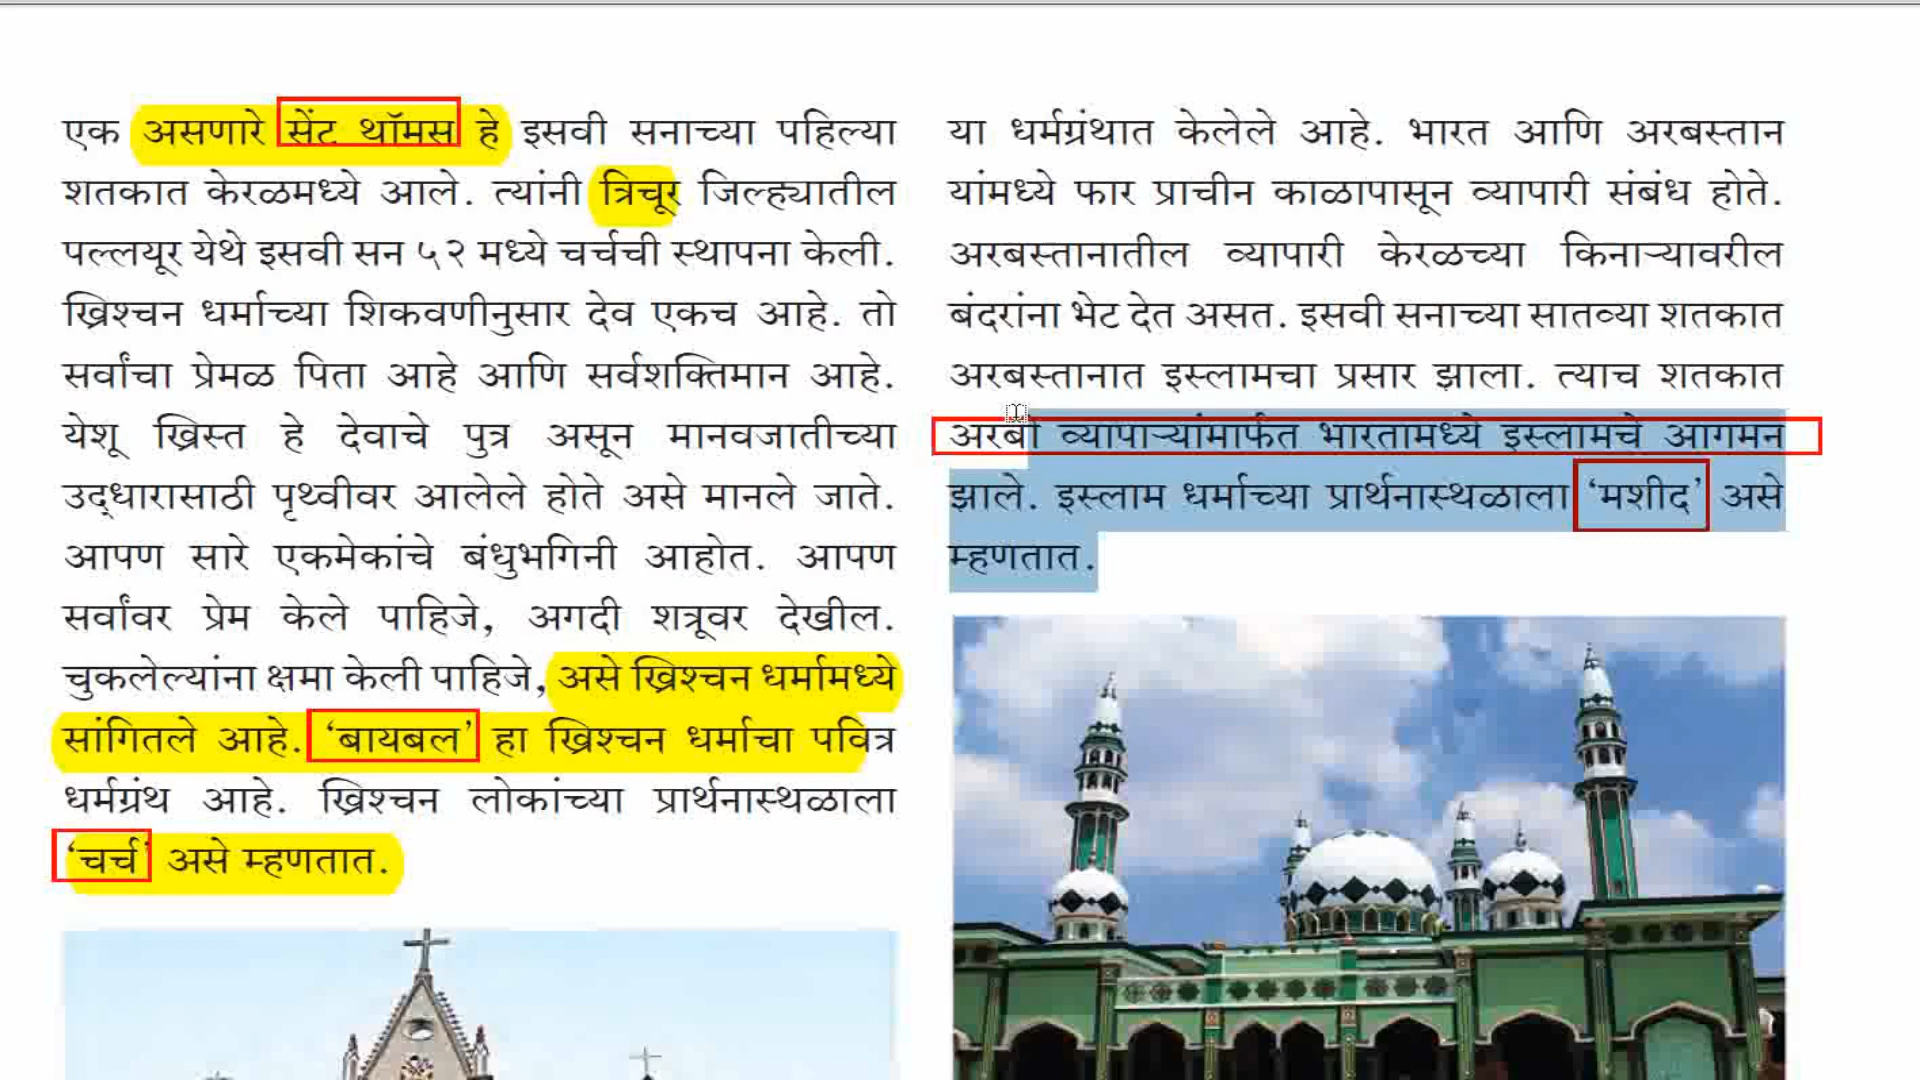 एक असणारे सेंट थॉमस हे इसवी सनाच्या पहिल्या
शतकात केरळमध्ये आले. त्यांनी त्रिचूर जिल्ह्यातील
पल्लयूर येथे इसवी सन ५२ मध्ये चर्चची स्थापना केली.
ख्रिश्चन धर्माच्या शिकवणीनुसार देव एकच आहे. तो
सर्वांचा प्रेमळ पिता आहे आणि सर्वशक्तिमान आहे.
येशू ख्रिस्त हे देवाचे पुत्र असून मानवजातीच्या
उद्धारासाठी पृथ्वीवर आलेले होते असे मानले जाते.
आपण सारे एकमेकांचे बंधुभगिनी आहोत. आपण
सर्वांवर प्रेम केले पाहिजे, अगदी शत्रूवर देखील.
चुकलेल्यांना क्षमा केली पाहिजे, असे ख्रिश्चन धर्मामध्ये
सांगितले आहे. ‘बायबल’ हा ख्रिश्चन धर्माचा पवित्र
धर्मग्रंथ आहे. ख्रिश्चन लोकांच्या प्रार्थनास्थळाला
‘चर्च’ असे म्हणतात.
या धर्मग्रंथात केलेले आहे. भारत आणि अरबस्तान
यांमध्ये फार प्राचीन काळापासून व्यापारी संबंध होते.
अरबस्तानातील व्यापारी केरळच्या किनाऱ्यावरील
बंदरांना भेट देत असत. इसवी सनाच्या सातव्या शतकात
अरबस्तानात इस्लामचा प्रसार झाला. त्याच शतकात
अरबी व्यापाऱ्यांमार्फत भारतामध्ये इस्लामचे आगमन
झाले. इस्लाम धर्माच्या प्रार्थनास्थळाला ‘मशीद’ असे
म्हणतात.